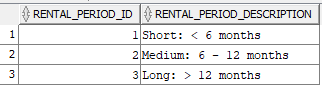 RENTAL_PERIOD_ID RENTAL_PERIOD_DESCRIPTION
1 1 Short: < 6 months
2 2 Medium: 6 - 12 months
3 3 Long: > 12 months